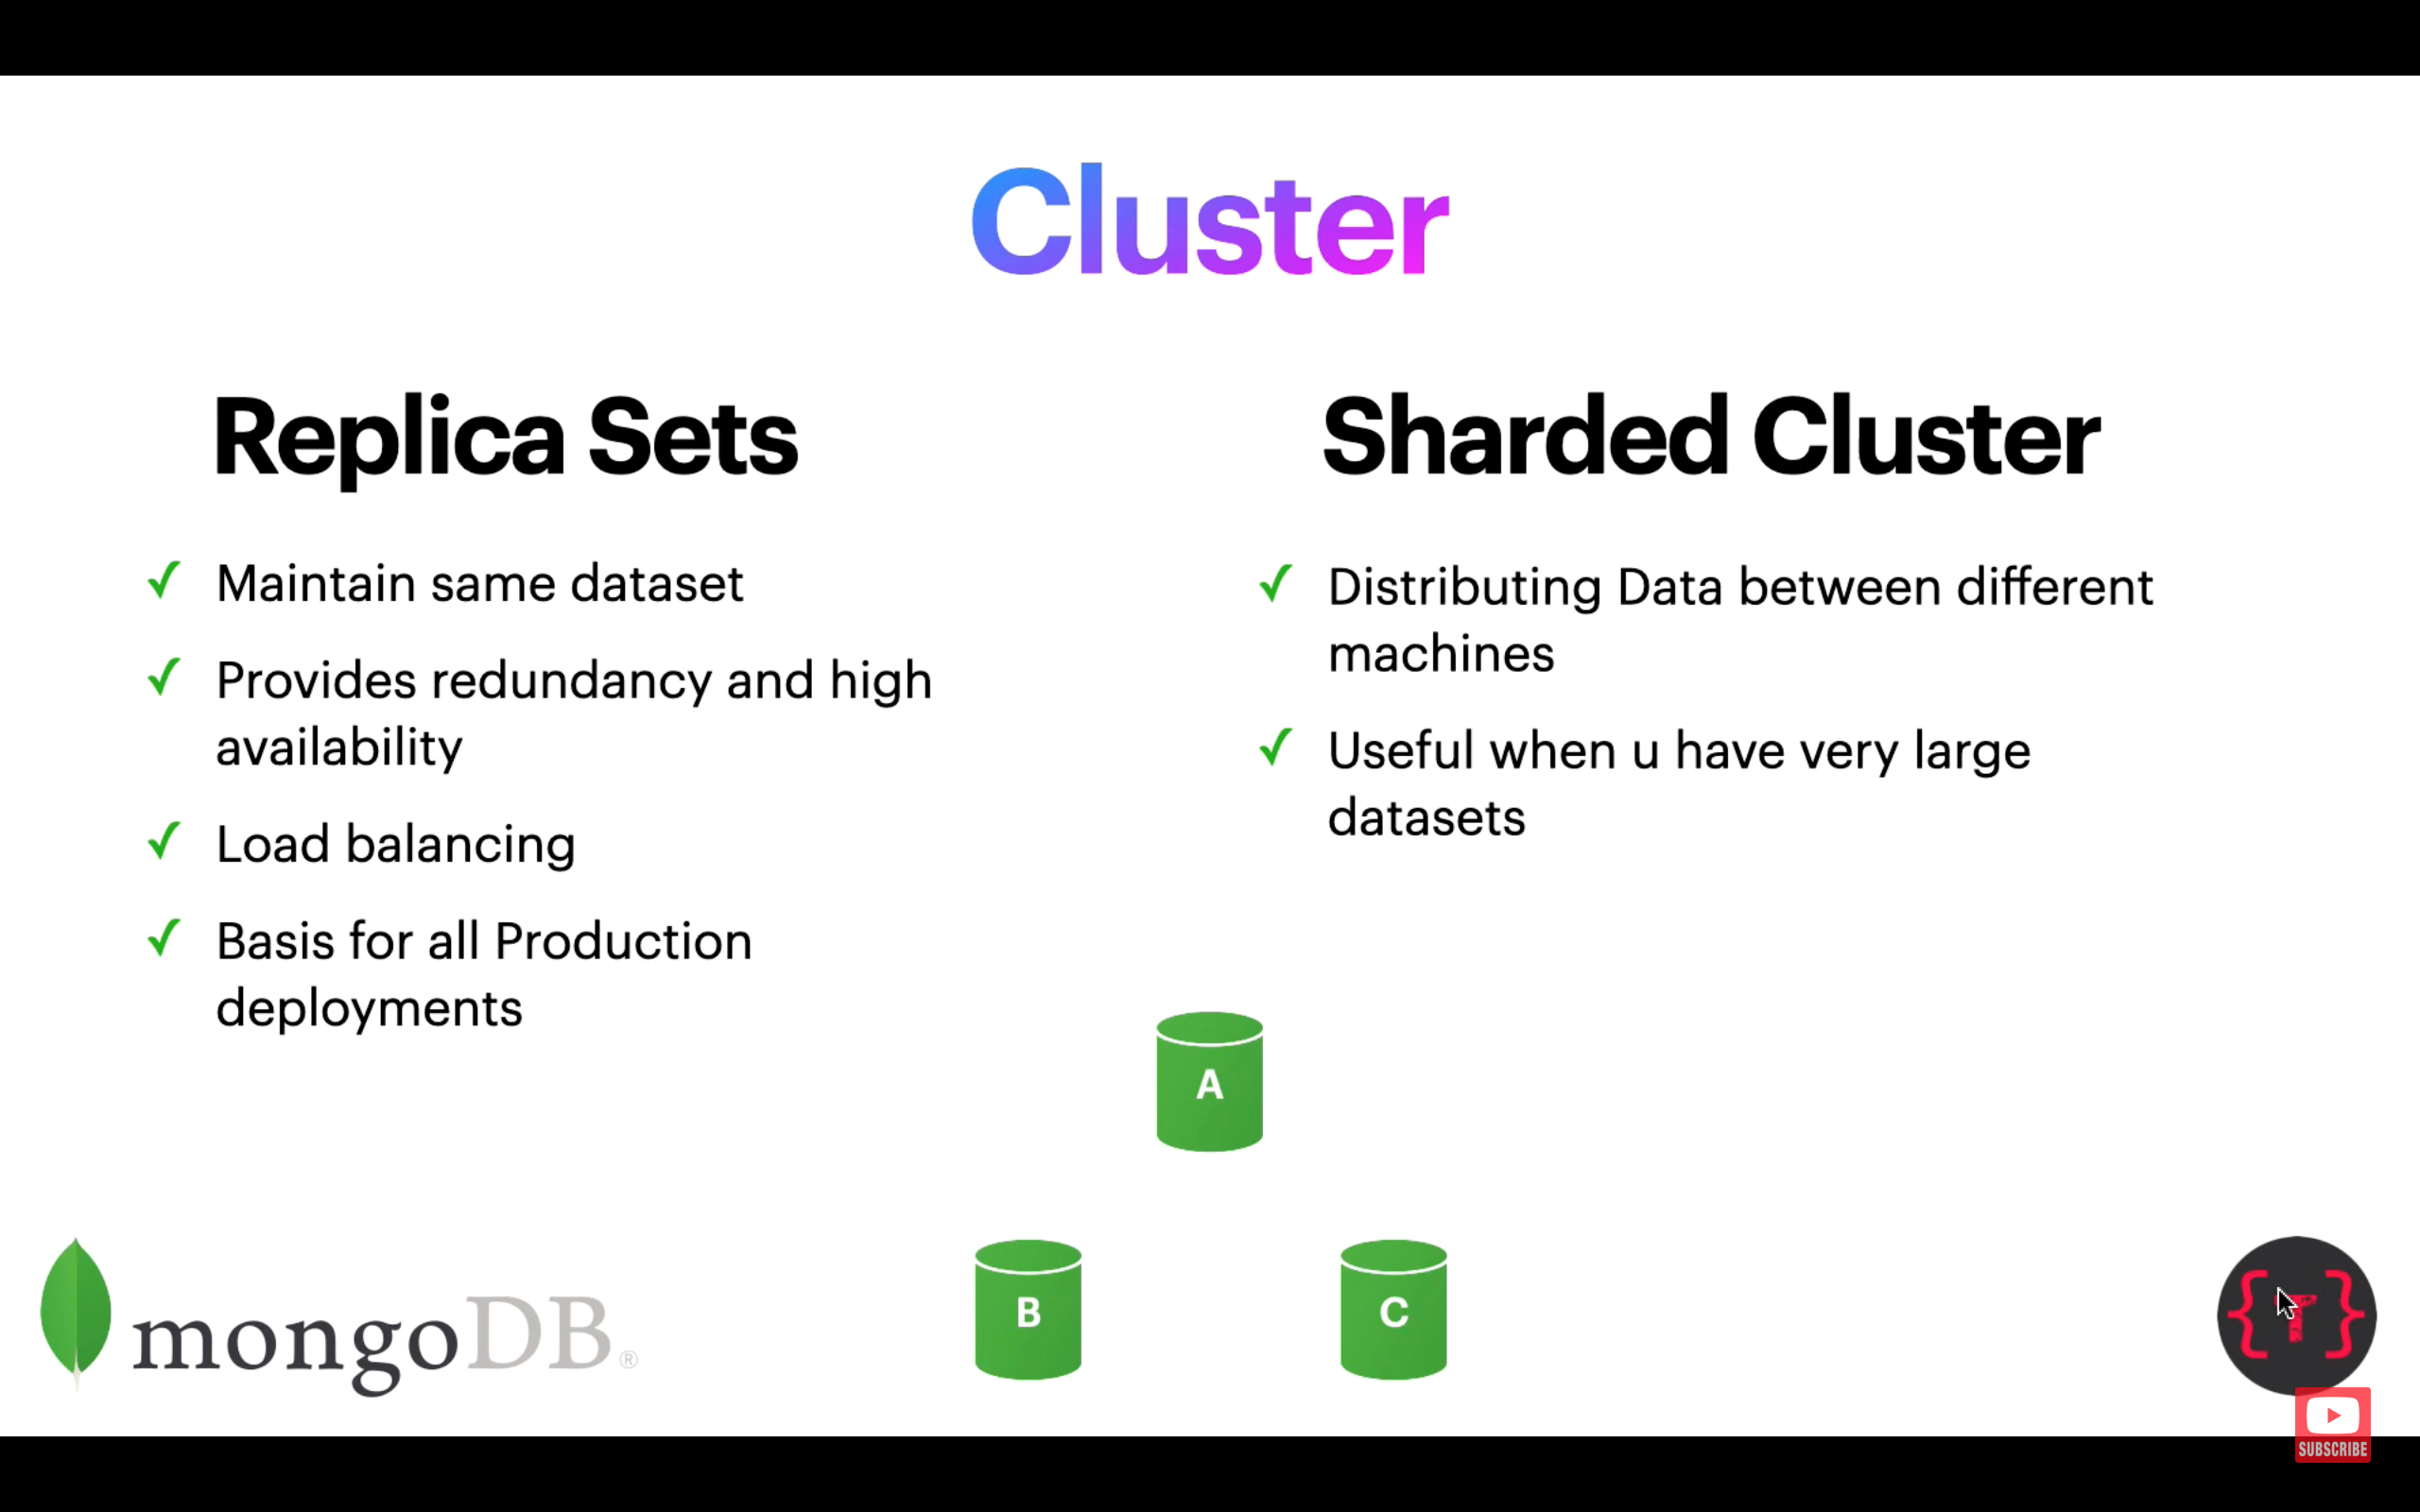 Cluster
Replica Sets
Maintain same dataset
Provides redundancy and high
availability
Load balancing
Basis for all Production
deployments
Sharded Cluster
Distributing Data between different
machines
Useful when u have very large
datasets
A
B
C
mongoDB®
{T}
SUBSCRIBE